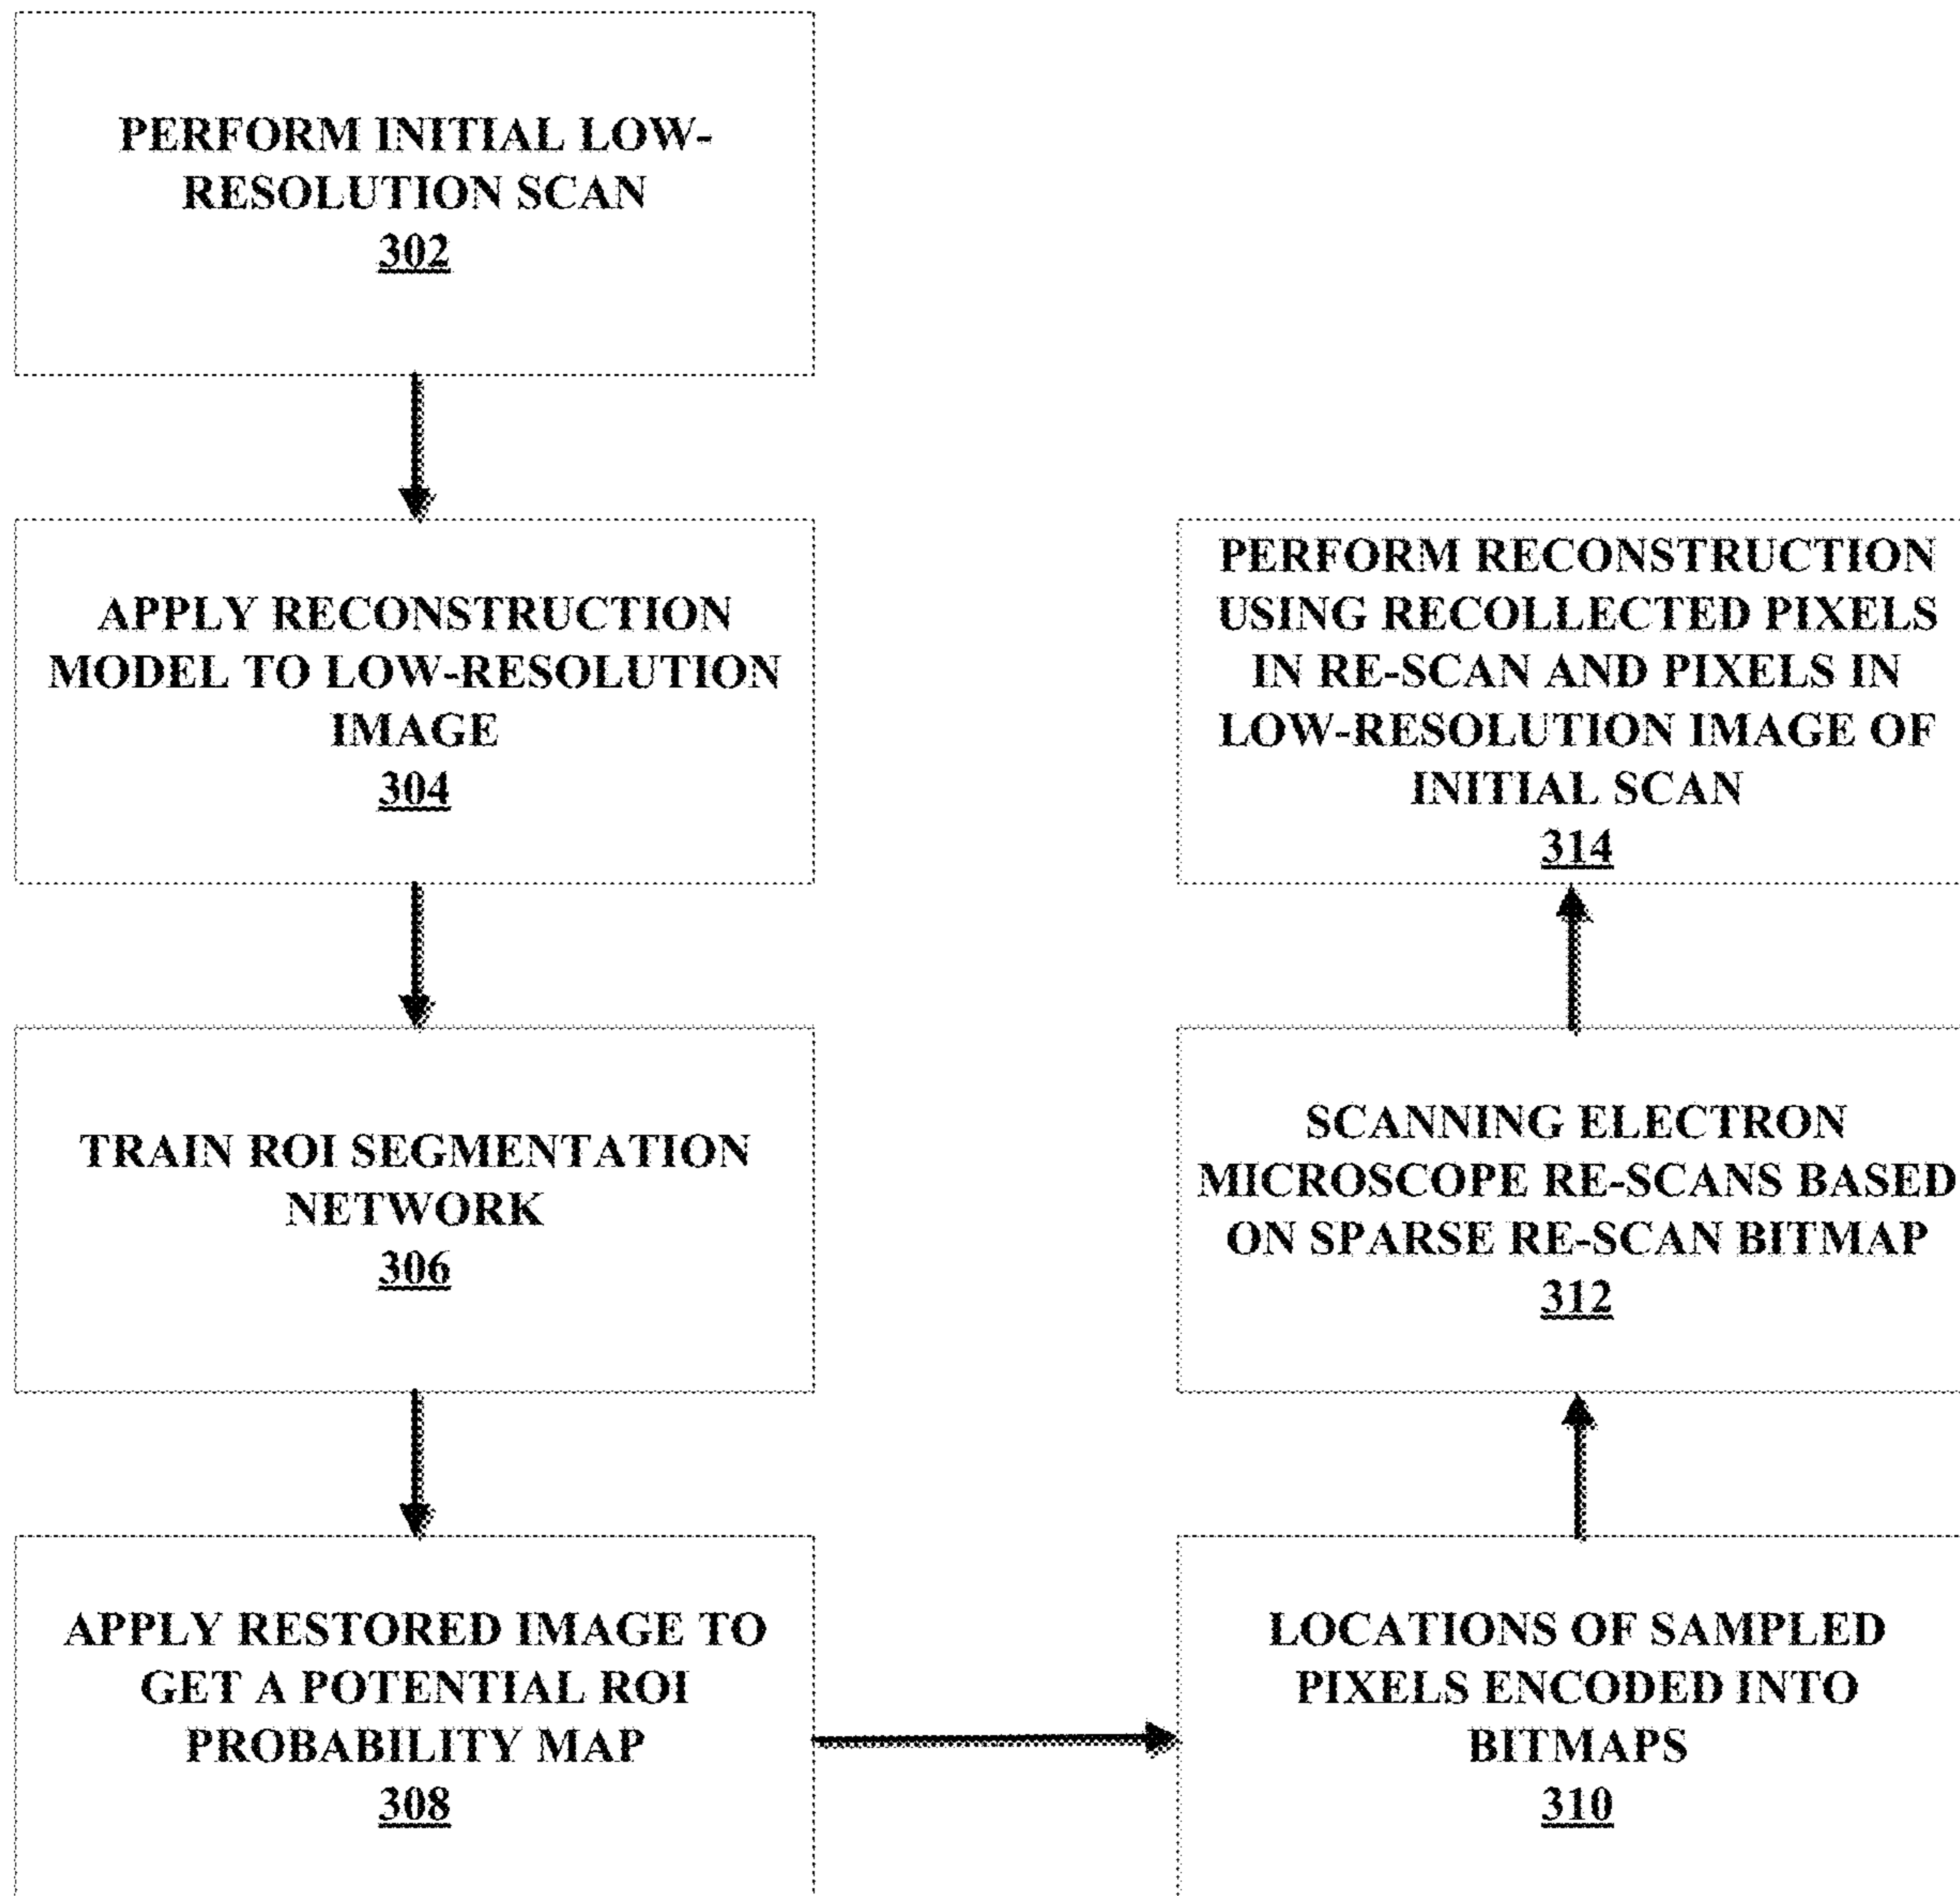 PERFORM INITIAL LOW-
RESOLUTION SCAN
302
APPLY RECONSTRUCTION
MODEL TO LOW-RESOLUTION
IMAGE
304
TRAIN ROI SEGMENTATION
NETWORK
306
APPLY RESTORED IMAGE TO
GET A POTENTIAL ROI
PROBABILITY MAP
308
LOCATIONS OF SAMPLED
PIXELS ENCODED INTO
BITMAPS
310
SCANNING ELECTRON
MICROSCOPE RE-SCANS BASED
ON SPARSE RE-SCAN BITMAP
312
PERFORM RECONSTRUCTION
USING RECOLLECTED PIXELS
IN RE-SCAN AND PIXELS IN
LOW-RESOLUTION IMAGE OF
INITIAL SCAN
314